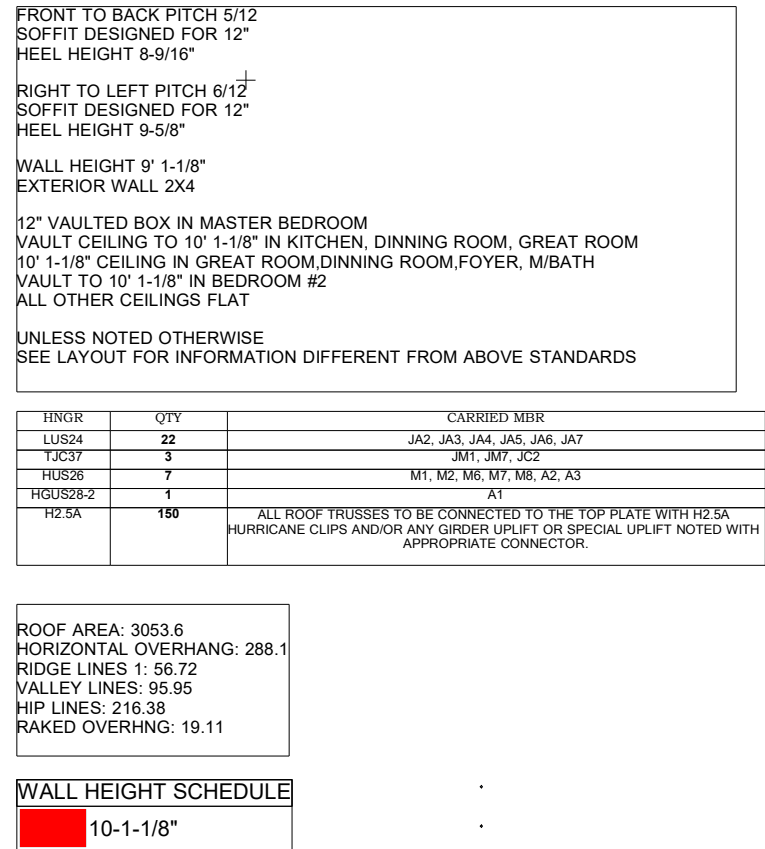 FRONT TO BACK PITCH 5/12
SOFFIT DESIGNED FOR 12"
HEEL HEIGHT 8-9/16"
RIGHT TO LEFT PITCH 6/12
SOFFIT DESIGNED FOR 12"
HEEL HEIGHT 9-5/8"
WALL HEIGHT 9' 1-1/8"
EXTERIOR WALL 2X4
12" VAULTED BOX IN MASTER BEDROOM
VAULT CEILING TO 10' 1-1/8" IN KITCHEN, DINNING ROOM, GREAT ROOM
10' 1-1/8" CEILING IN GREAT ROOM,DINNING ROOM,FOYER, M/BATH
VAULT TO 10' 1-1/8" IN BEDROOM #2
ALL OTHER CEILINGS FLAT
UNLESS NOTED OTHERWISE
SEE LAYOUT FOR INFORMATION DIFFERENT FROM ABOVE STANDARDS
HNGR QTY CARRIED MBR
LUS24 22 JA2, JA3, JA4, JA5, JA6, JA7
TJC37 3 JM1, JM7, JC2
HUS26 7 M1, M2, M6, M7, M8, A2, A3
HGUS28-2 1 A1
H2.5A 150 ALL ROOF TRUSSES TO BE CONNECTED TO THE TOP PLATE WITH H2.5A
HURRICANE CLIPS AND/OR ANY GIRDER UPLIFT OR SPECIAL UPLIFT NOTED WITH
APPROPRIATE CONNECTOR.
ROOF AREA: 3053.6
HORIZONTAL OVERHANG: 288.1
RIDGE LINES 1: 56.72
VALLEY LINES: 95.95
HIP LINES: 216.38
RAKED OVERHNG: 19.11
WALL HEIGHT SCHEDULE
10-1-1/8"